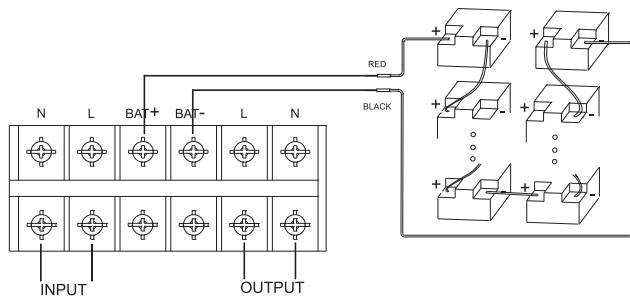 + - + -
RED
BLACK
N L BAT+ BAT- L N
+ - -
+ - + -
INPUT OUTPUT